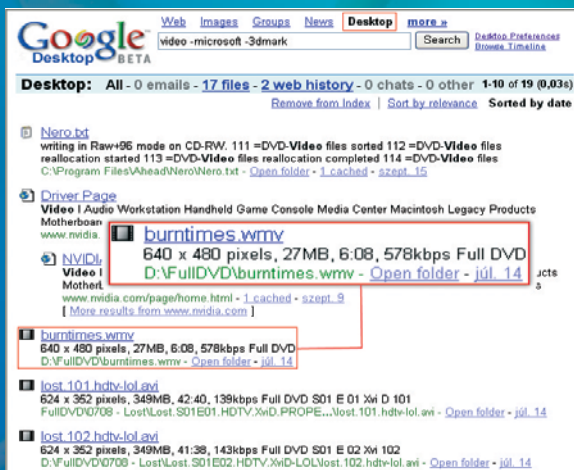 Web Images Groups News Desktop more »
Google
Desktop BETA
video -microsoft -3dmark
Search
Desktop Preferences
Browse Timeline
Desktop: All - 0 emails - 17 files - 2 web history - 0 chats - 0 other 1-10 of 19 (0,03s)
Remove from Index | Sort by relevance Sorted by date
Nero.txt
writing in Raw+96 mode on CD-RW. 111 =DVD-Video files sorted 112 =DVD-Video files
reallocation started 113 =DVD-Video files reallocation completed 114 =DVD-Video files
C:\Program Files\Ahead\Nero\Nero.txt - Open folder - 1 cached - szept. 15
Driver Page
Video | Audio Workstation Handheld Game Console Media Center Macintosh Legacy Products
Motherboard
www.nvidia.
burntimes.wmv
640 x 480 pixels, 27MB, 6:08, 578kbps Full DVD
D:\FullDVD\burntimes.wmv - Open folder - júl. 14
NVIDI
Video |
ucts
Mother
s
www.nvidia.com/page/home.html - 1 cached - szept. 9
[ More results from www.nvidia.com ]
burntimes.wmv
640 x 480 pixels, 27MB, 6:08, 578kbps Full DVD
D:\FullDVD\burntimes.wmv - Open folder - júl. 14
lost.101.hdtv-lol.avi
624 x 352 pixels, 349MB, 42:40, 139kbps Full DVD S01 E 01 Xvi D 101
FullDVD\0708 - Lost\Lost.S01E01.HDTV.XviD.PROPE...\lost.101.hdtv-lol.avi - Open folder - júl. 14
lost.102.hdtv-lol.avi
624 x 352 pixels, 349MB, 41:38, 143kbps Full DVD S01 E 02 Xvi 102
D:\FullDVD\0708 - Lost\Lost.S01E02.HDTV.XviD-LOL\lost.102.hdtv-lol.avi - Open folder - júl. 14